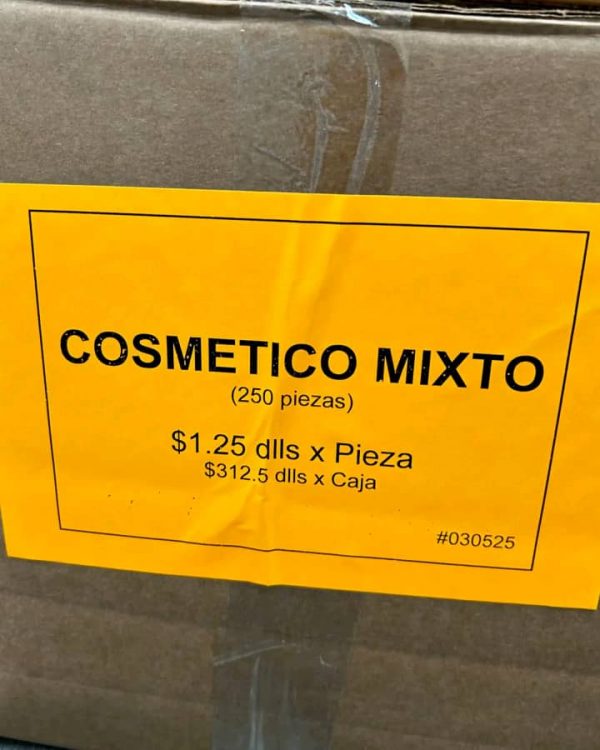 COSMETICO MIXTO
(250 piezas)
$1.25 dlls x Pieza
$312.5 dlls x Caja
#030525